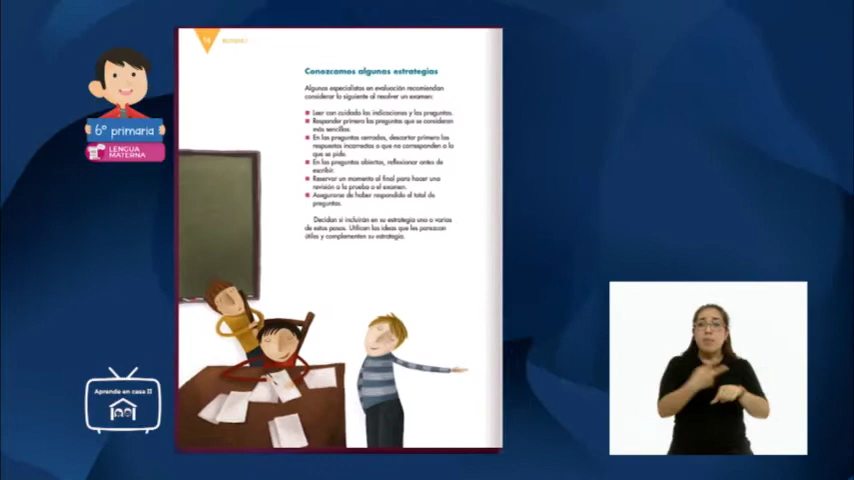 14 BLOQUE I
Conozcamos algunas estrategias
Algunos especialistas en evaluación recomiendan
considerar lo siguiente al resolver un examen:
Leer con cuidado las indicaciones y las preguntas.
Responder primero las preguntas que se consideran
más sencillas.
En las preguntas cerradas, descartar primero las
respuestas incorrectas o que no corresponden a lo
que se pide.
En las preguntas abiertas, reflexionar antes de
escribir.
Reservar un momento al final para hacer una
revisión a la prueba o el examen.
Asegurarse de haber respondido el total de
preguntas.
Decidan si incluirán en su estrategia uno o varios
de estos pasos. Utilicen las ideas que les parezcan
útiles y complementen su estrategia.
6° primaria
LENGUA
MATERNA
Aprende en casa II